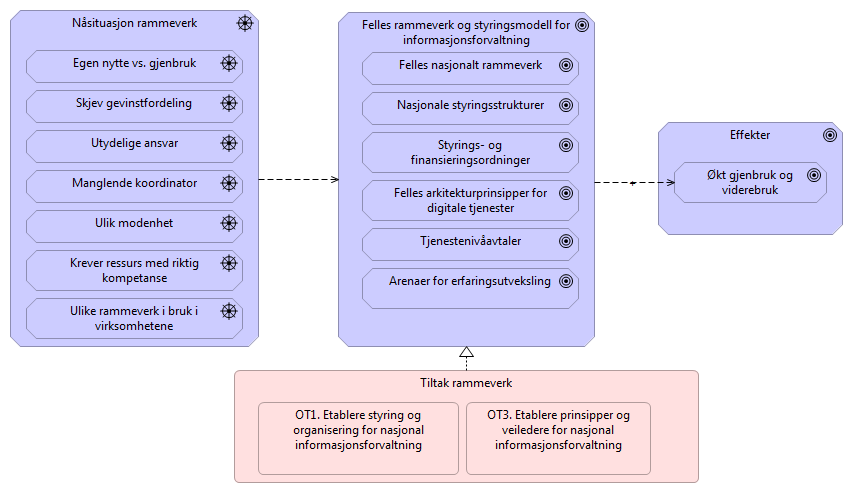 Nåsituasjon rammeverk
Egen nytte vs. gjenbruk
Skjev gevinstfordeling
Utydelige ansvar
Manglende koordinator
Ulik modenhet
Krever ressurs med riktig
kompetanse
Ulike rammeverk i bruk i
virksomhetene
Felles rammeverk og styringsmodell for
informasjonsforvaltning
Felles nasjonalt rammeverk
Nasjonale styringsstrukturer
Styrings- og
finansieringsordninger
Felles arkitekturprinsipper for
digitale tjenester
Tjenestenivåavtaler
Arenaer for erfaringsutveksling
Effekter
Økt gjenbruk og
viderebruk
Tiltak rammeverk
OT1. Etablere styring og
organisering for nasjonal
informasjonsforvaltning
OT3. Etablere prinsipper og
veiledere for nasjonal
informasjonsforvaltning